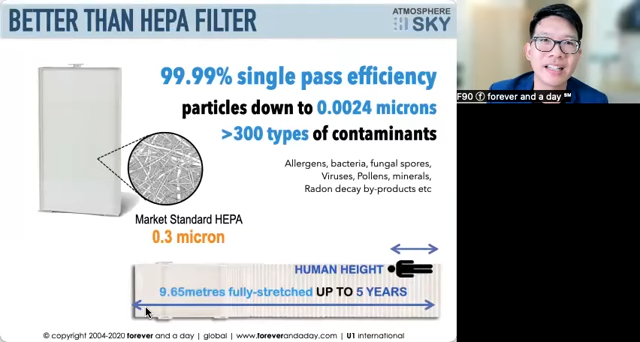 BETTER THAN HEPA FILTER
ATMOSPHERE
SKY
99.99% single pass efficiency
particles down to 0.0024 microns
>300 types of contaminants
Allergens, bacteria, fungal spores,
Viruses, Pollens, minerals,
Radon decay by-products etc
Market Standard HEPA
0.3 micron
HUMAN HEIGHT
9.65metres fully-stretched UP TO 5 YEARS
© copyright 2004-2020 forever and a day | global | www.foreverandaday.com | U1 international
F90 ⓕ forever and a day ℠